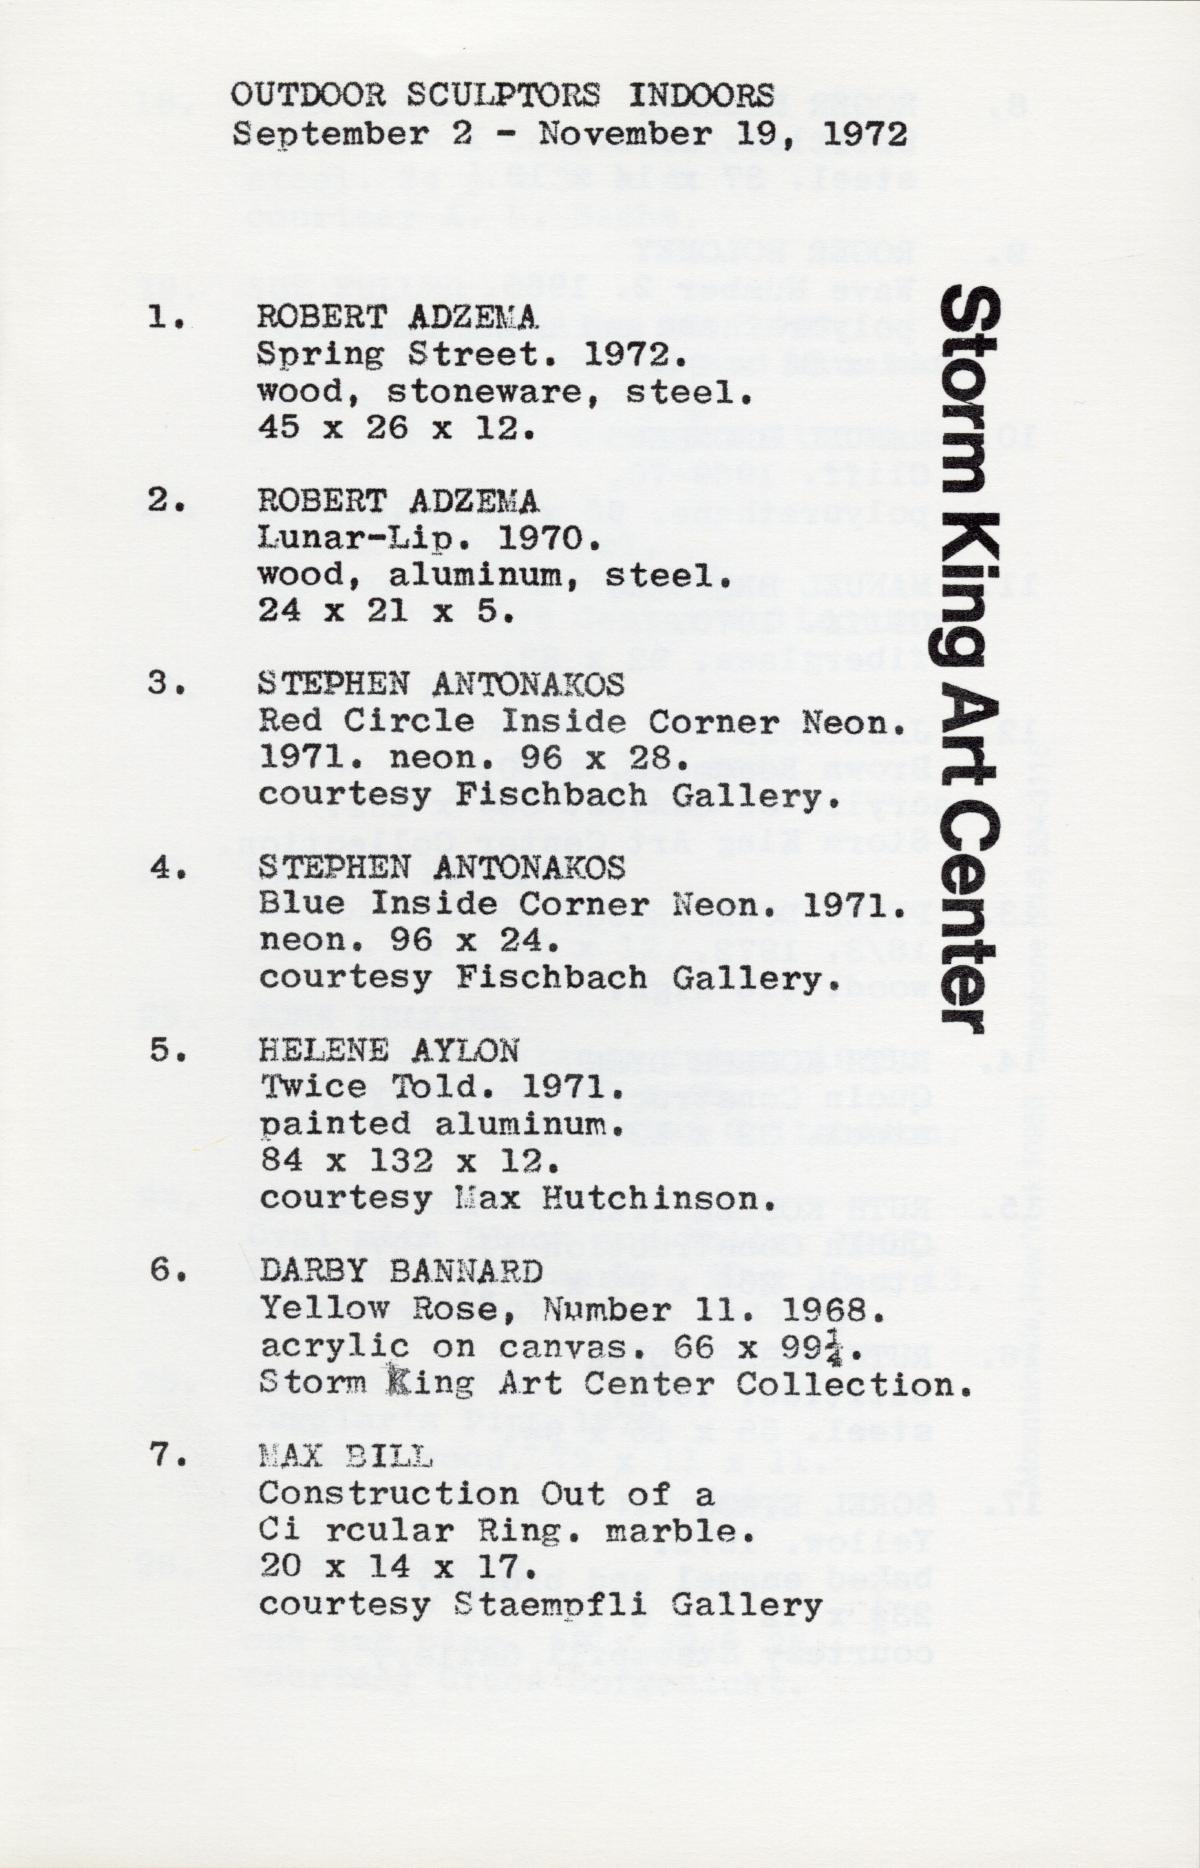 OUTDOOR SCULPTORS INDOORS
September 2 - November 19, 1972
Storm King Art Center
1. ROBERT ADZEMA
Spring Street. 1972.
wood, stoneware, steel.
45 x 26 x 12.
2. ROBERT ADZEMA
Lunar-Lip. 1970.
wood, aluminum, steel.
24 x 21 x 5.
3. STEPHEN ANTONAKOS
Red Circle Inside Corner Neon.
1971. neon. 96 x 28.
courtesy Fischbach Gallery.
4. STEPHEN ANTONAKOS
Blue Inside Corner Neon. 1971.
neon. 96 x 24.
courtesy Fischbach Gallery.
5. HELENE AYLON
Twice Told. 1971.
painted aluminum.
84 x 132 x 12.
courtesy Max Hutchinson.
6. DARBY BANNARD
Yellow Rose, Number 11. 1968.
acrylic on canvas. 66 x 99¼.
Storm King Art Center Collection.
7. MAX BILL
Construction Out of a
Ci rcular Ring. marble.
20 x 14 x 17.
courtesy Staempfli Gallery